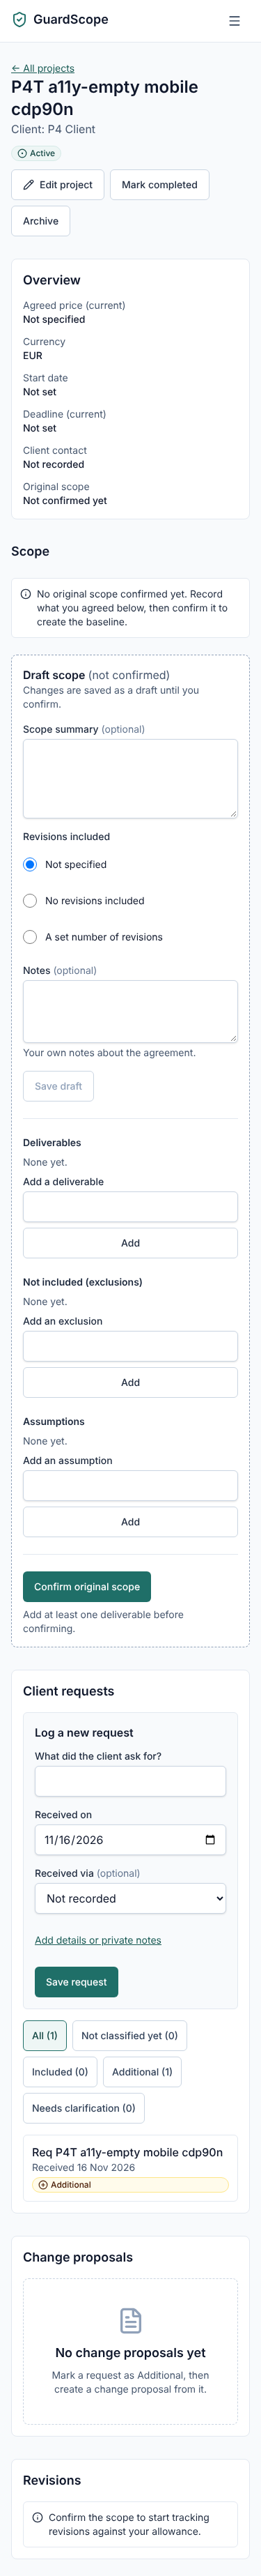 GuardScope
← All projects
P4T a11y-empty mobile
cdp90n
Client: P4 Client
Active
Edit project
Mark completed
Archive
Overview
Agreed price (current)
Not specified
Currency
EUR
Start date
Not set
Deadline (current)
Not set
Client contact
Not recorded
Original scope
Not confirmed yet
Scope
No original scope confirmed yet. Record
what you agreed below, then confirm it to
create the baseline.
Draft scope (not confirmed)
Changes are saved as a draft until you
confirm.
Scope summary (optional)
Revisions included
Not specified
No revisions included
A set number of revisions
Notes (optional)
Your own notes about the agreement.
Save draft
Deliverables
None yet.
Add a deliverable
Add
Not included (exclusions)
None yet.
Add an exclusion
Add
Assumptions
None yet.
Add an assumption
Add
Confirm original scope
Add at least one deliverable before
confirming.
Client requests
Log a new request
What did the client ask for?
Received on
11/16/2026
Received via (optional)
Not recorded
Add details or private notes
Save request
All (1)
Not classified yet (0)
Included (0)
Additional (1)
Needs clarification (0)
Req P4T a11y-empty mobile cdp90n
Received 16 Nov 2026
Additional
Change proposals
No change proposals yet
Mark a request as Additional, then
create a change proposal from it.
Revisions
Confirm the scope to start tracking
revisions against your allowance.